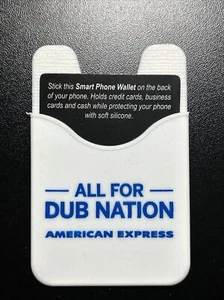 Stick this Smart Phone Wallet on the back
of your phone. Holds credit cards, business
cards and cash while protecting your phone
with soft silicone.
ALL FOR
DUB NATION
AMERICAN EXPRESS